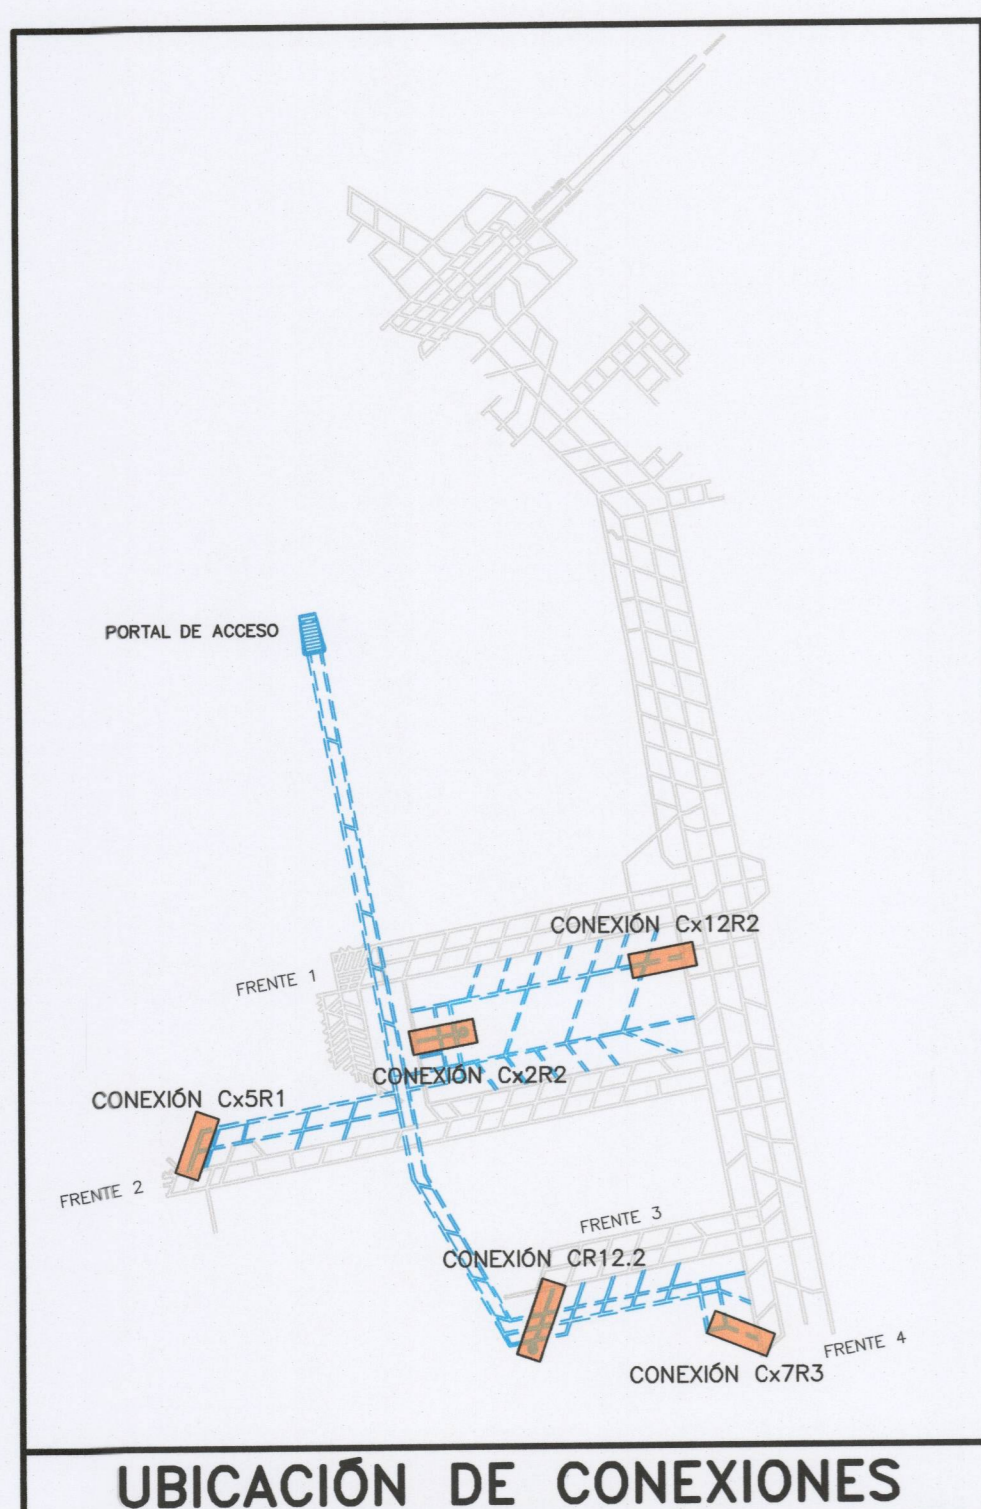 PORTAL DE ACCESO
CONEXIÓN Cx12R2
FRENTE 1
CONEXIÓN Cx2R2
CONEXIÓN Cx5R1
FRENTE 2
FRENTE 3
CONEXIÓN CR12.2
FRENTE 4
CONEXIÓN Cx7R3
UBICACIÓN DE CONEXIONES